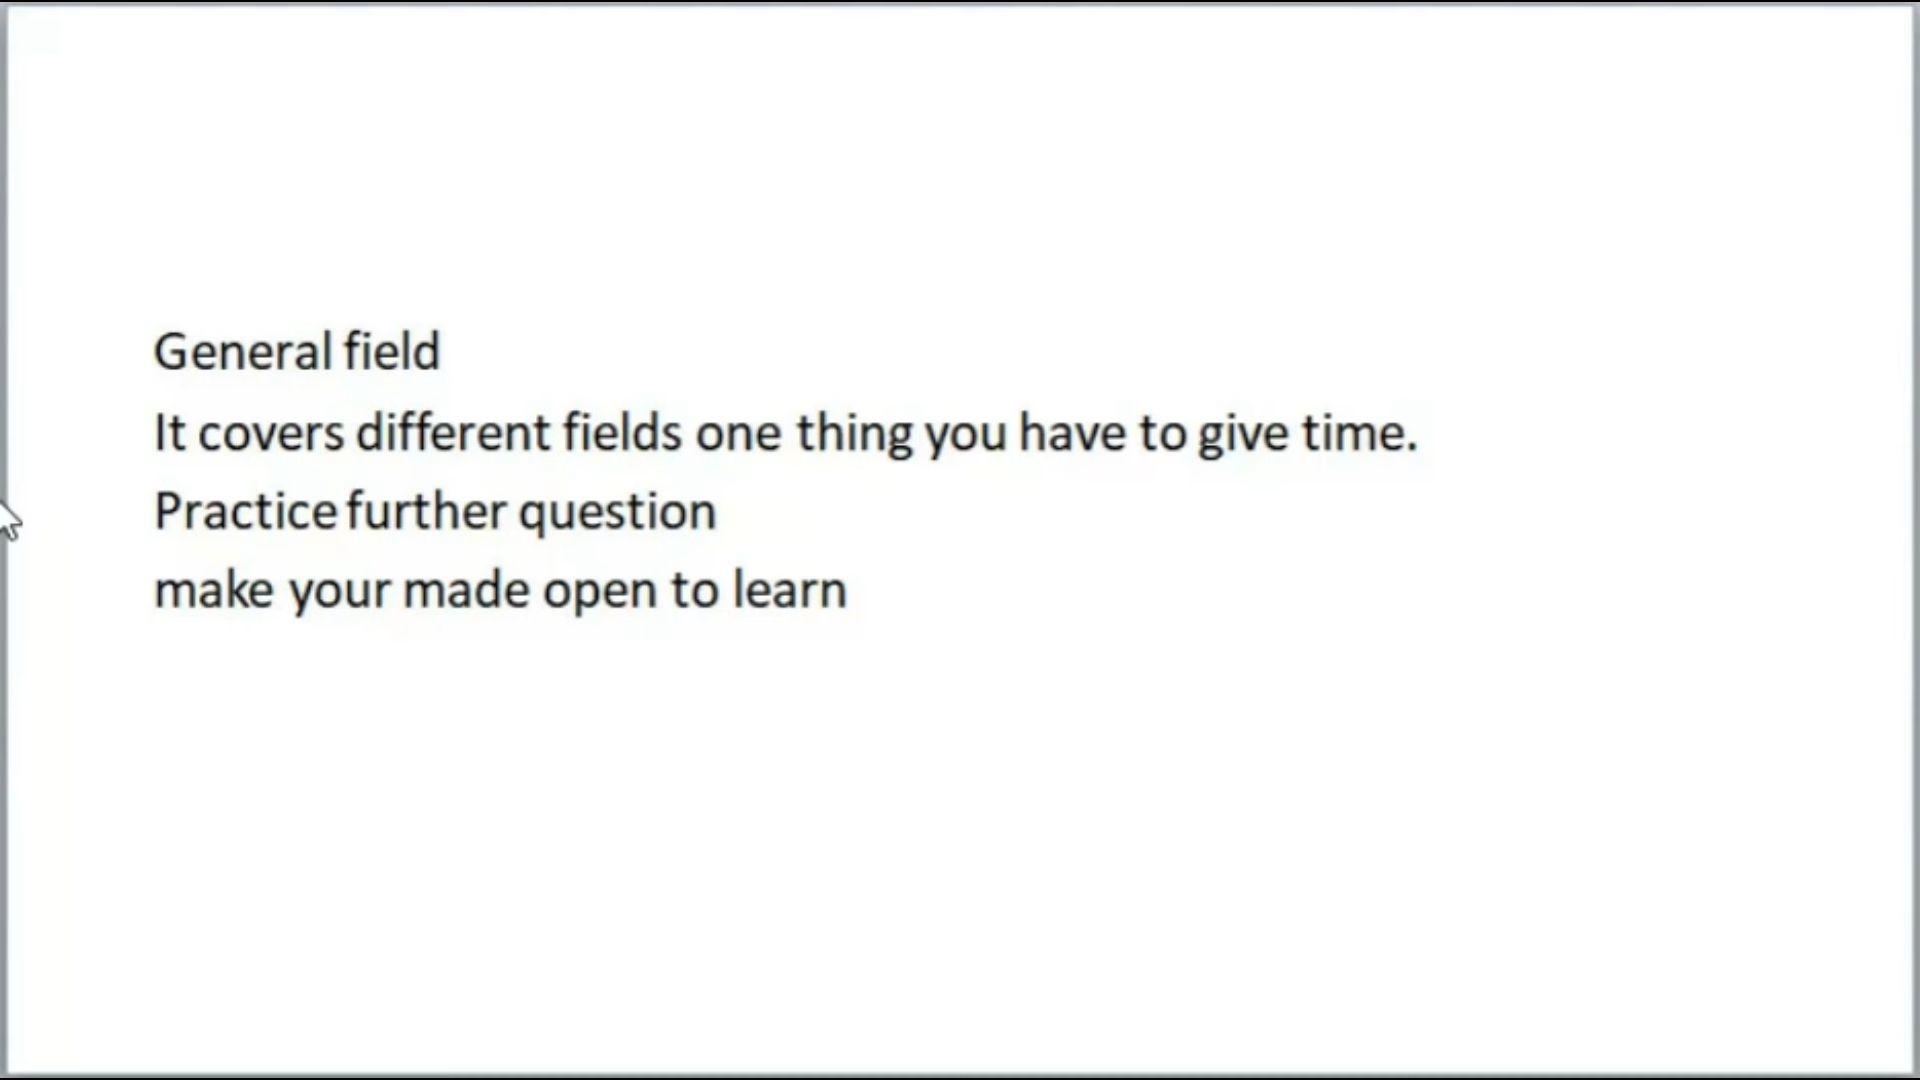 General field
It covers different fields one thing you have to give time.
Practice further question
make your made open to learn